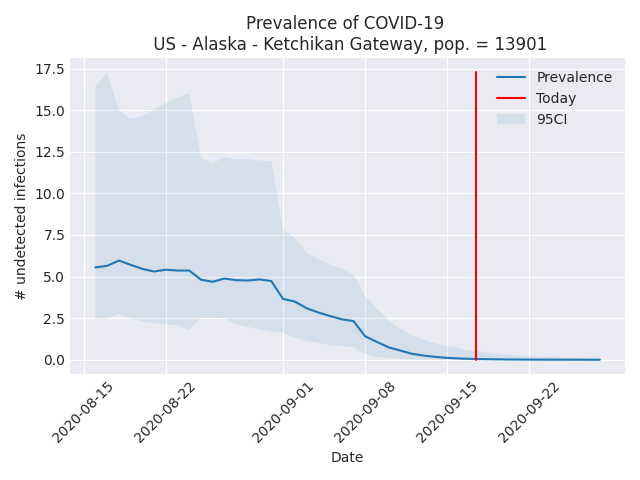 Prevalence of COVID-19
US - Alaska - Ketchikan Gateway, pop. = 13901
17.5
15.0
12.5
10.0
7.5
5.0
2.5
0.0
# undetected infections
Prevalence
Today
95CI
2020-08-15
2020-08-22
2020-09-01
2020-09-08
2020-09-15
2020-09-22
Date